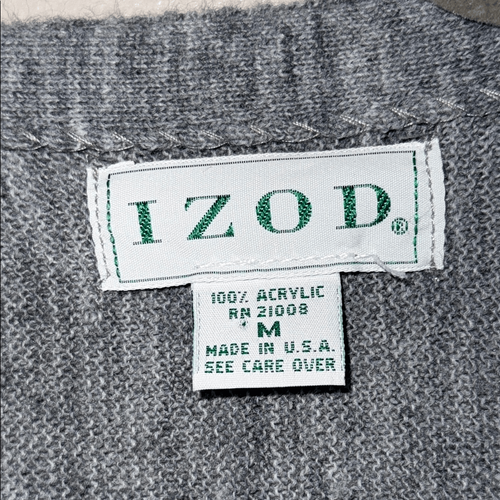 IZOD®
100% ACRYLIC
RN 21008
M
MADE IN U.S.A.
SEE CARE OVER